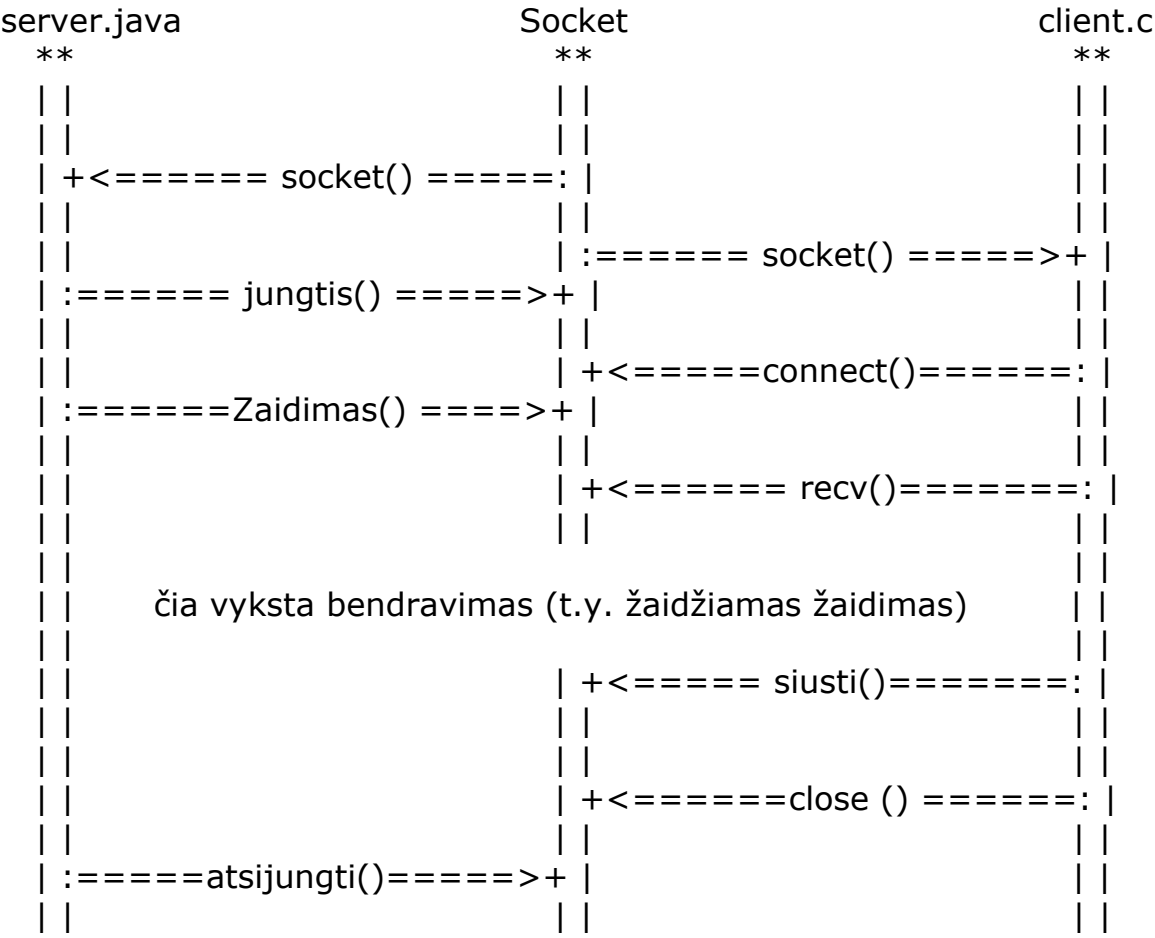 server.java Socket client.c
** ** **
| | | | | |
| | | | | |
| +<====== socket() =====: | | |
| | | | | |
| | | :====== socket() =====>+ |
| :====== jungtis() =====>+ | | |
| | | | | |
| | | +<=====connect()======: |
| :======Zaidimas() ====>+ | | |
| | | | | |
| | | +<====== recv()=======: |
| | | | | |
| | | |
| | čia vyksta bendravimas (t.y. žaidžiamas žaidimas) | |
| | | |
| | | +<===== siusti()=======: |
| | | | | |
| | | | | |
| | | +<======close () ======: |
| | | | | |
| :=====atsijungti()=====>+ | | |
| | | | | |